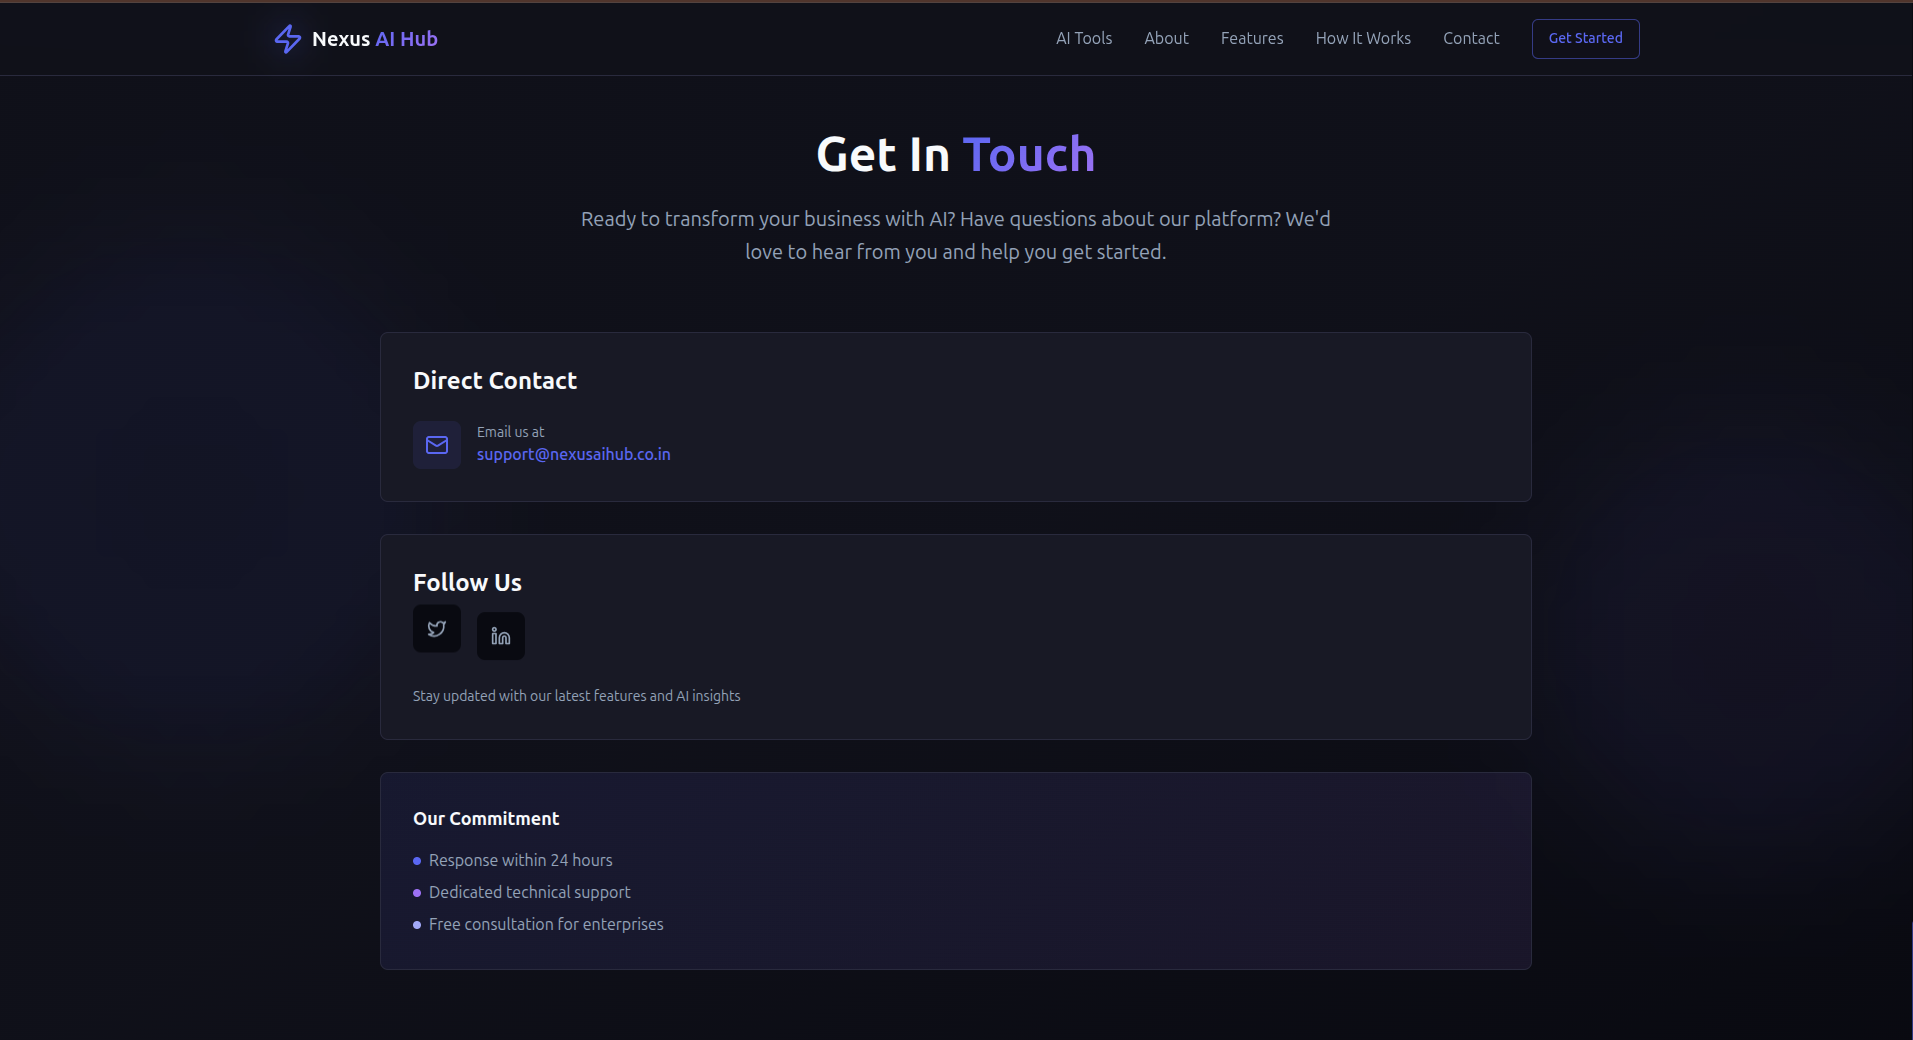 Nexus AI Hub
AI Tools
About
Features
How It Works
Contact
Get Started
Get In Touch
Ready to transform your business with AI? Have questions about our platform? We'd
love to hear from you and help you get started.
Direct Contact
Email us at
support@nexusaihub.co.in
Follow Us
in
Stay updated with our latest features and AI insights
Our Commitment
Response within 24 hours
Dedicated technical support
Free consultation for enterprises